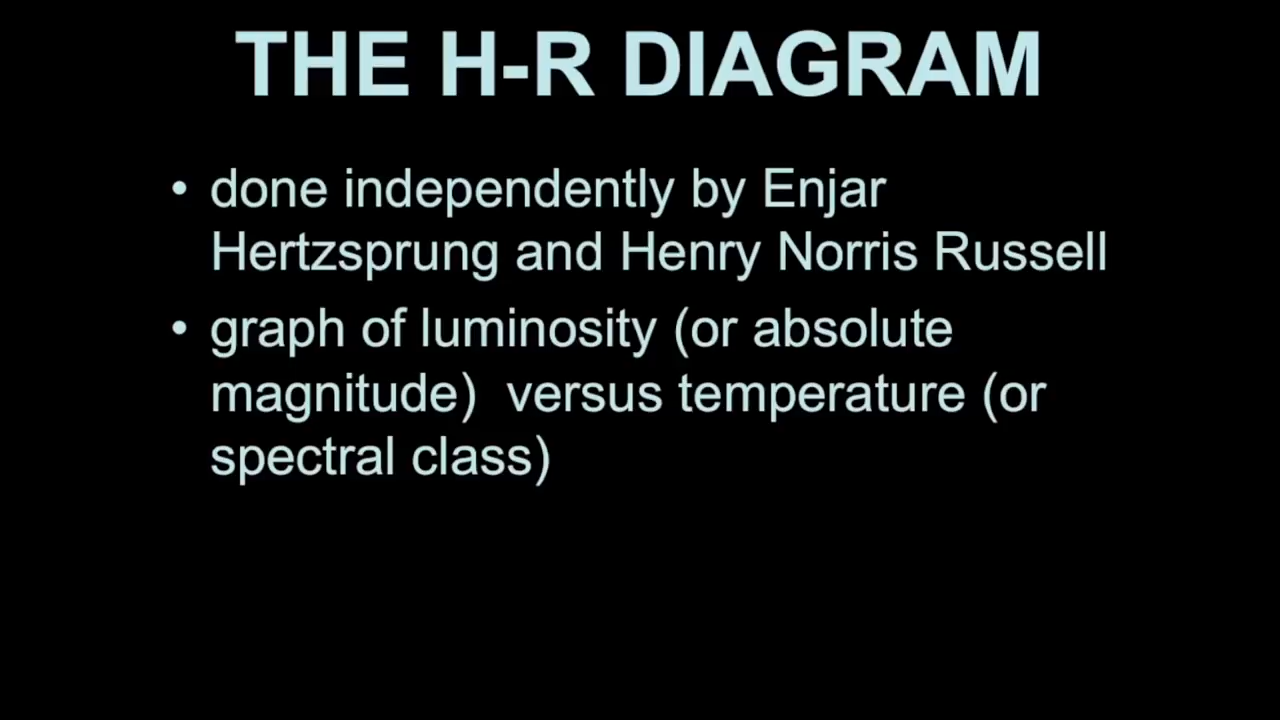 THE H-R DIAGRAM
• done independently by Enjar
Hertzsprung and Henry Norris Russell
• graph of luminosity (or absolute
magnitude)  versus temperature (or
spectral class)